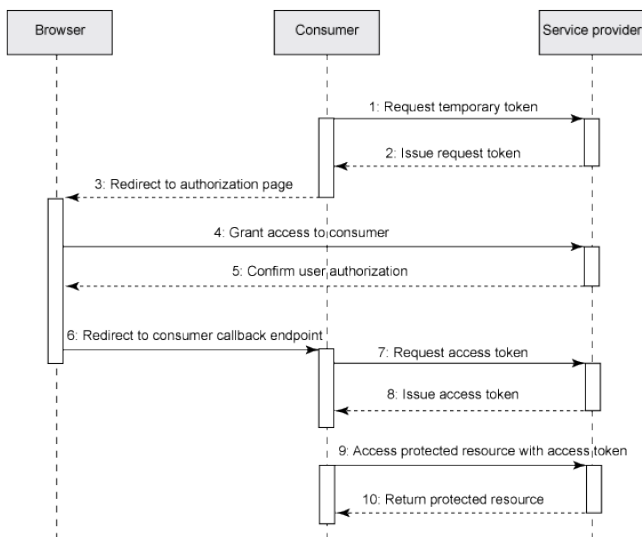 Browser
Consumer
Service provider
1: Request temporary token
2: Issue request token
3: Redirect to authorization page
4: Grant access to consumer
5: Confirm user authorization
6: Redirect to consumer callback endpoint
7: Request access token
8: Issue access token
9: Access protected resource with access token
10: Return protected resource